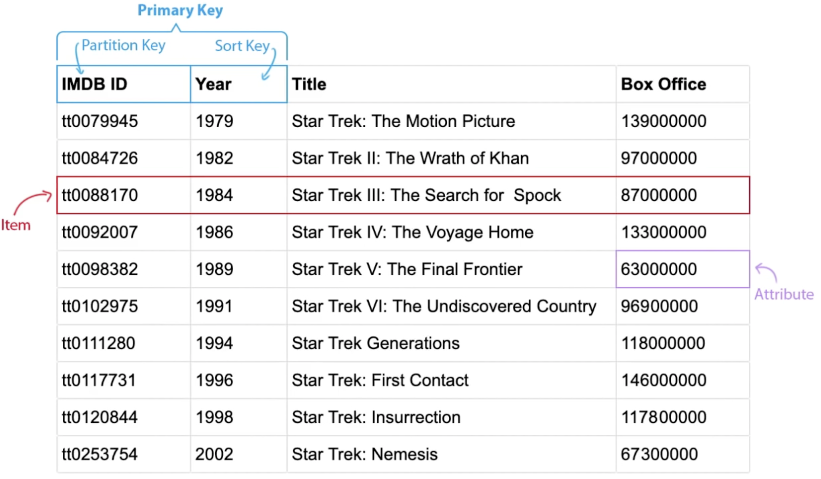 Primary Key
Partition Key Sort Key
IMDB ID Year Title Box Office
tt0079945 1979 Star Trek: The Motion Picture 139000000
tt0084726 1982 Star Trek II: The Wrath of Khan 97000000
tt0088170 1984 Star Trek III: The Search for Spock 87000000
Item
tt0092007 1986 Star Trek IV: The Voyage Home 133000000
tt0098382 1989 Star Trek V: The Final Frontier 63000000
Attribute
tt0102975 1991 Star Trek VI: The Undiscovered Country 96900000
tt0111280 1994 Star Trek Generations 118000000
tt0117731 1996 Star Trek: First Contact 146000000
tt0120844 1998 Star Trek: Insurrection 117800000
tt0253754 2002 Star Trek: Nemesis 67300000